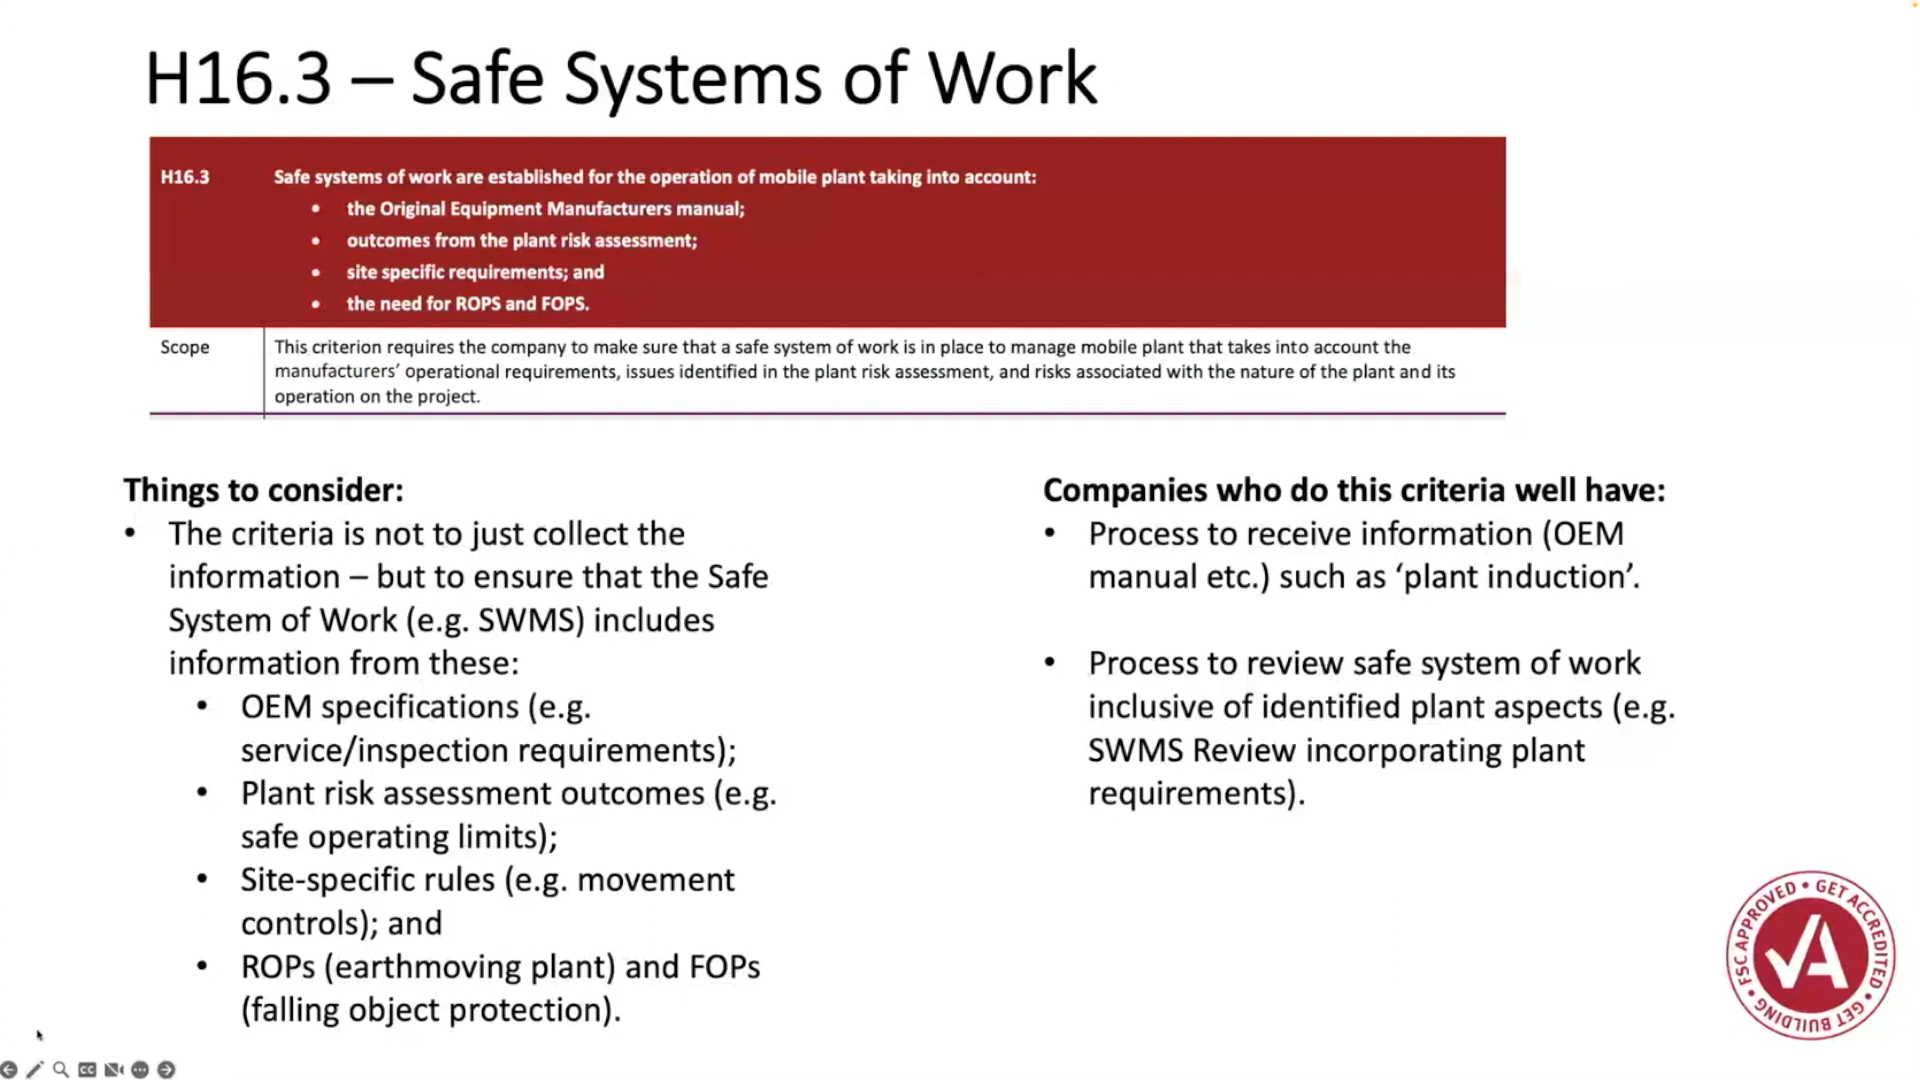 H16.3 – Safe Systems of Work
H16.3
Safe systems of work are established for the operation of mobile plant taking into account:
• the Original Equipment Manufacturers manual;
• outcomes from the plant risk assessment;
• site specific requirements; and
• the need for ROPS and FOPS.
Scope
This criterion requires the company to make sure that a safe system of work is in place to manage mobile plant that takes into account the
manufacturers’ operational requirements, issues identified in the plant risk assessment, and risks associated with the nature of the plant and its
operation on the project.
Things to consider:
• The criteria is not to just collect the
information – but to ensure that the Safe
System of Work (e.g. SWMS) includes
information from these:
• OEM specifications (e.g.
service/inspection requirements);
• Plant risk assessment outcomes (e.g.
safe operating limits);
• Site-specific rules (e.g. movement
controls); and
• ROPs (earthmoving plant) and FOPs
(falling object protection).
Companies who do this criteria well have:
• Process to receive information (OEM
manual etc.) such as ‘plant induction’.
• Process to review safe system of work
inclusive of identified plant aspects (e.g.
SWMS Review incorporating plant
requirements).
FSC APPROVED • GET ACCREDITED • GET BUILDING •
CC